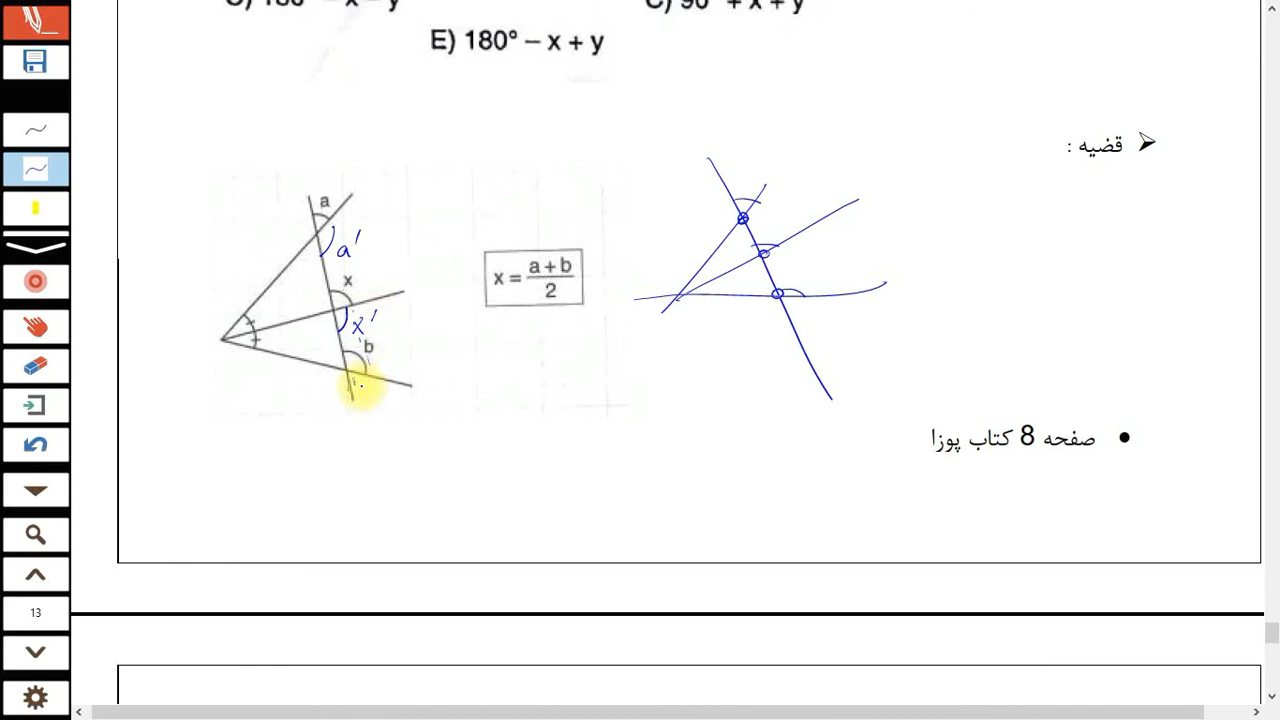 E) 180° – x + y
قضیه :
a
a'
x
x'
b
x = a + b / 2
صفحه 8 کتاب پوزا
13